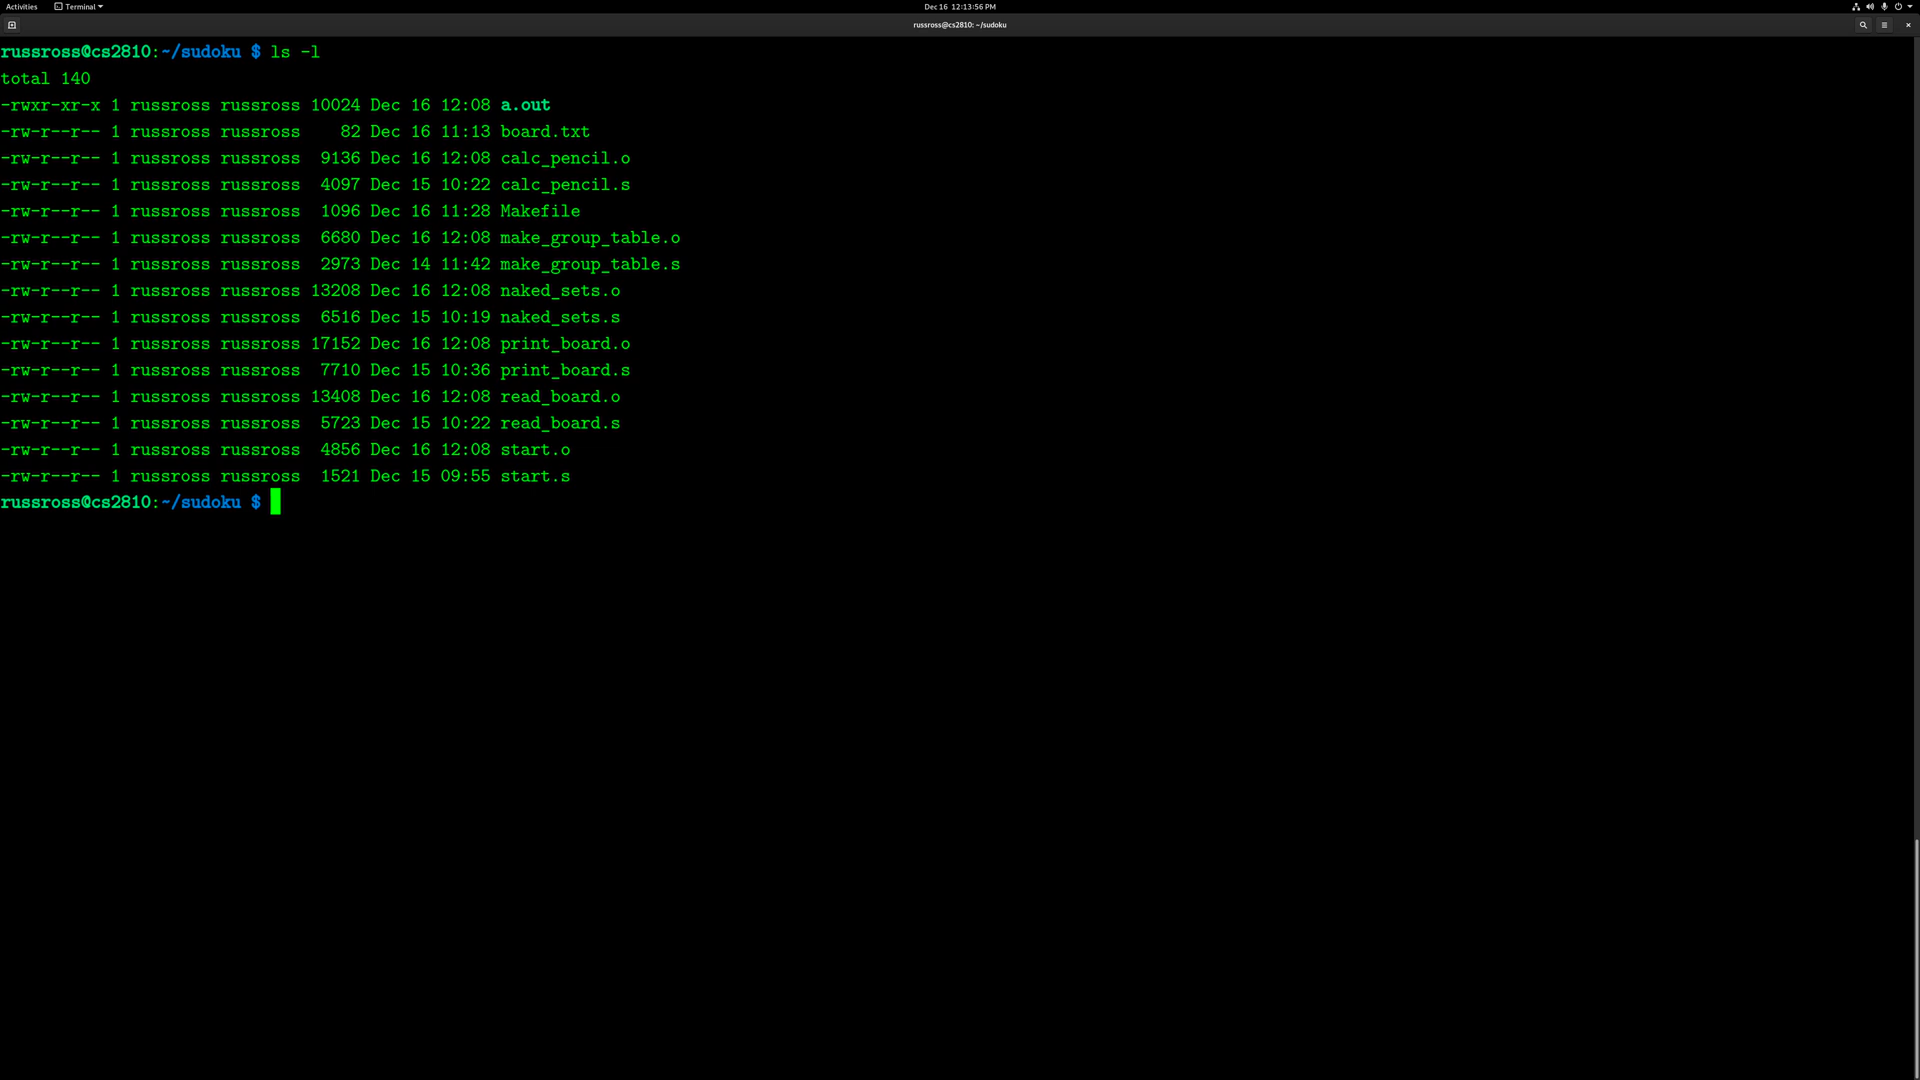 Activities Terminal Dec 16 12:13:56 PM
russross@cs2810: ~/sudoku
russross@cs2810:~/sudoku $ ls -l
total 140
-rwxr-xr-x 1 russross russross 10024 Dec 16 12:08 a.out
-rw-r--r-- 1 russross russross    82 Dec 16 11:13 board.txt
-rw-r--r-- 1 russross russross  9136 Dec 16 12:08 calc_pencil.o
-rw-r--r-- 1 russross russross  4097 Dec 15 10:22 calc_pencil.s
-rw-r--r-- 1 russross russross  1096 Dec 16 11:28 Makefile
-rw-r--r-- 1 russross russross  6680 Dec 16 12:08 make_group_table.o
-rw-r--r-- 1 russross russross  2973 Dec 14 11:42 make_group_table.s
-rw-r--r-- 1 russross russross 13208 Dec 16 12:08 naked_sets.o
-rw-r--r-- 1 russross russross  6516 Dec 15 10:19 naked_sets.s
-rw-r--r-- 1 russross russross 17152 Dec 16 12:08 print_board.o
-rw-r--r-- 1 russross russross  7710 Dec 15 10:36 print_board.s
-rw-r--r-- 1 russross russross 13408 Dec 16 12:08 read_board.o
-rw-r--r-- 1 russross russross  5723 Dec 15 10:22 read_board.s
-rw-r--r-- 1 russross russross  4856 Dec 16 12:08 start.o
-rw-r--r-- 1 russross russross  1521 Dec 15 09:55 start.s
russross@cs2810:~/sudoku $